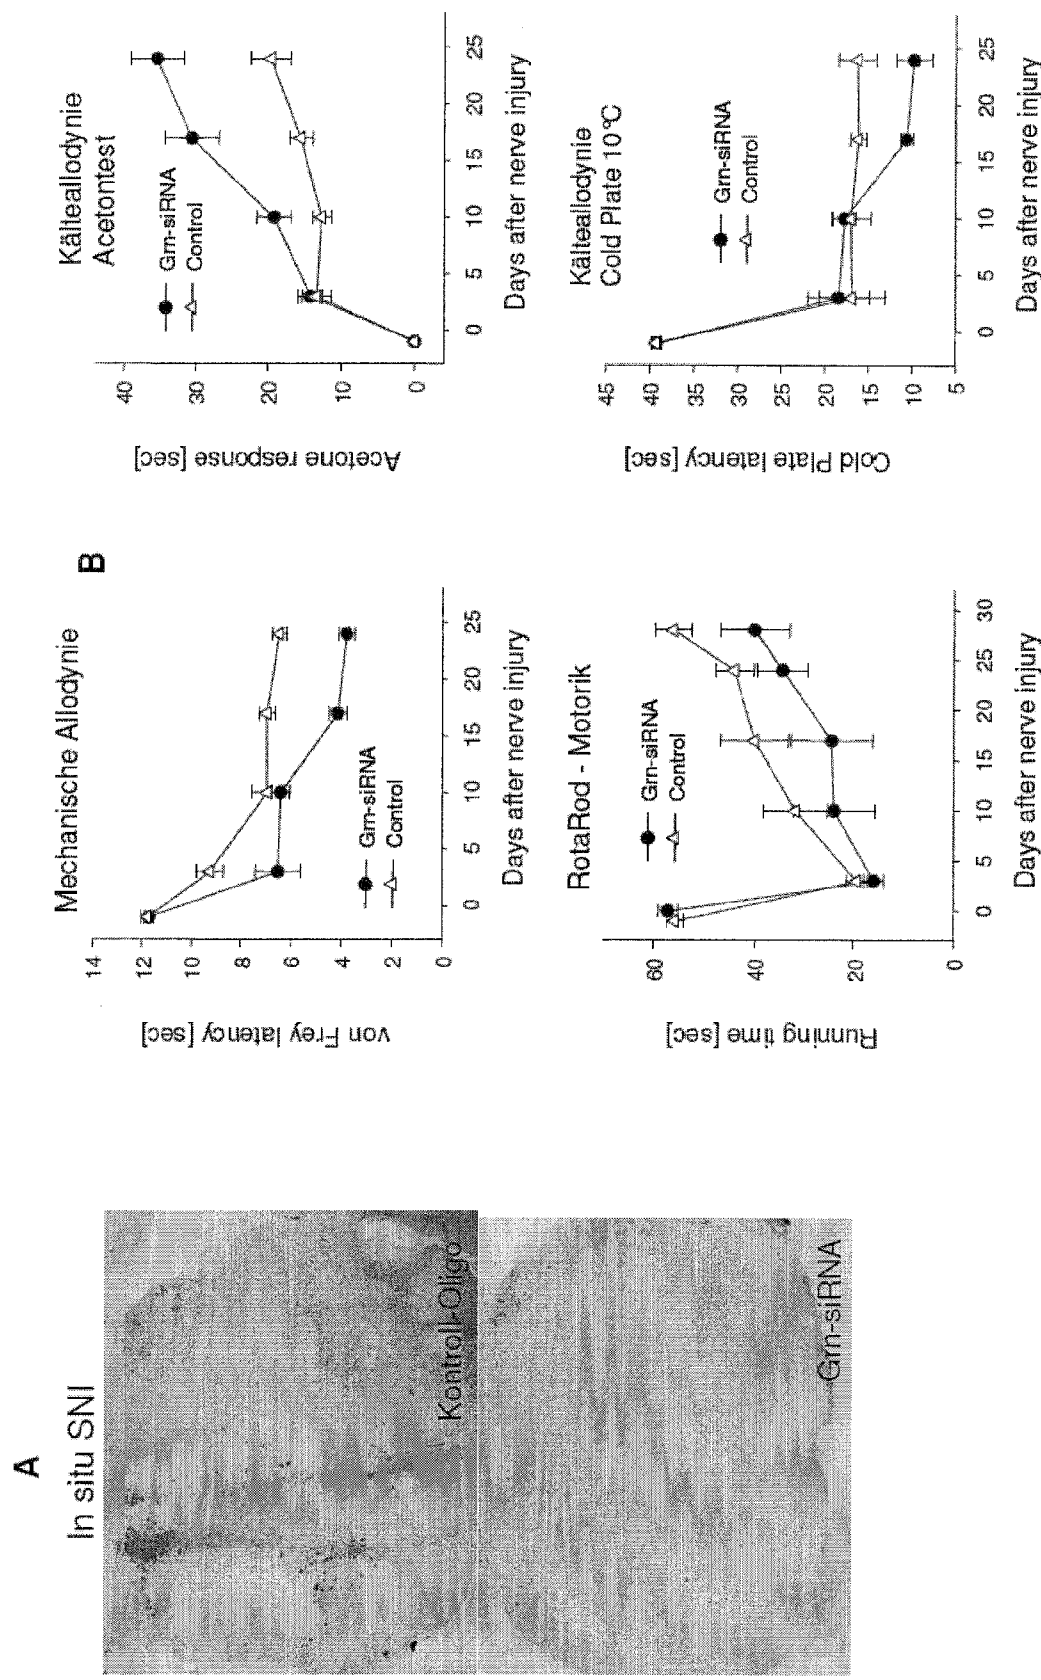 A
In situ SNI
Kontroll-Oligo
Grn-siRNA
B
Mechanische Allodynie
von Frey latency [sec]
14
12
10
8
6
4
2
0
Grn-siRNA
Control
0 5 10 15 20 25
Days after nerve injury
Kälteallodynie
Acetontest
Acetone response [sec]
40
30
20
10
0
Grn-siRNA
Control
0 5 10 15 20 25
Days after nerve injury
RotaRod - Motorik
Running time [sec]
60
40
20
0
Grn-siRNA
Control
0 5 10 15 20 25 30
Days after nerve injury
Kälteallodynie
Cold Plate 10°C
Cold Plate latency [sec]
45
40
35
30
25
20
15
10
5
Grn-siRNA
Control
0 5 10 15 20 25
Days after nerve injury